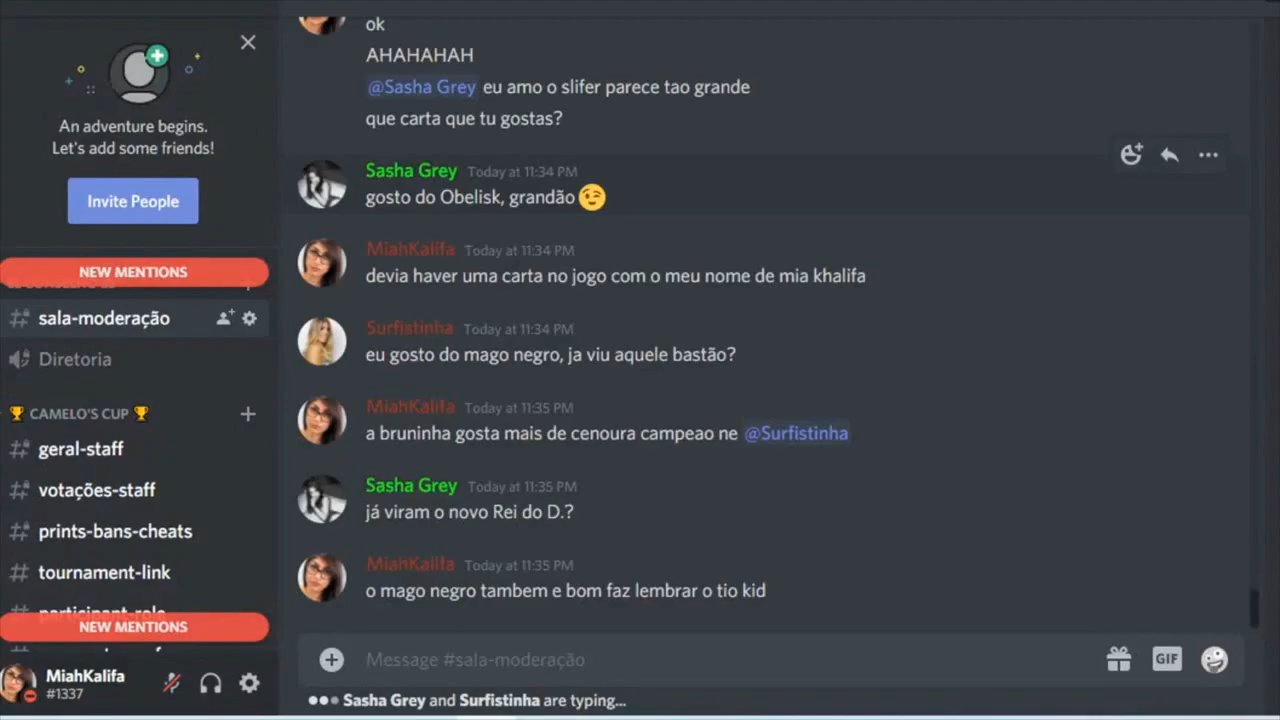 An adventure begins.
Let's add some friends!
Invite People
NEW MENTIONS
sala-moderação
Diretoria
CAMELO'S CUP
geral-staff
votações-staff
prints-bans-cheats
tournament-link
participant-role
NEW MENTIONS
MiahKalifa
#1337
ok
AHAHAHAH
@Sasha Grey eu amo o slifer parece tao grande
que carta que tu gostas?
Sasha Grey Today at 11:34 PM
gosto do Obelisk, grandão😉
MiahKalifa Today at 11:34 PM
devia haver uma carta no jogo com o meu nome de mia khalifa
Surfistinha Today at 11:34 PM
eu gosto do mago negro, ja viu aquele bastão?
MiahKalifa Today at 11:35 PM
a bruninha gosta mais de cenoura campeao ne @Surfistinha
Sasha Grey Today at 11:35 PM
já viram o novo Rei do D.?
MiahKalifa Today at 11:35 PM
o mago negro tambem e bom faz lembrar o tio kid
Message #sala-moderação
GIF
Sasha Grey and Surfistinha are typing...